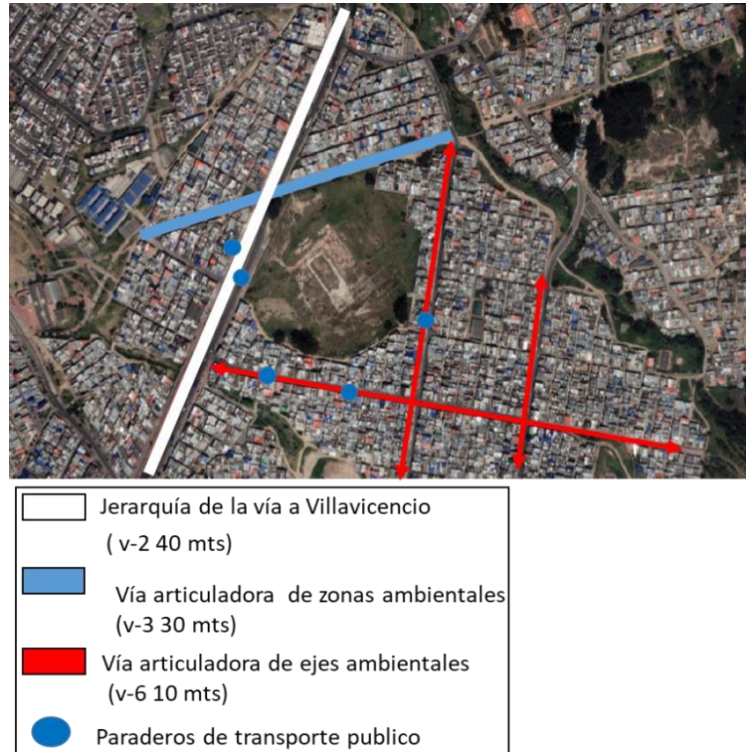 Jerarquía de la vía a Villavicencio
( v-2 40 mts)
Vía articuladora de zonas ambientales
(v-3 30 mts)
Vía articuladora de ejes ambientales
(v-6 10 mts)
Paraderos de transporte publico